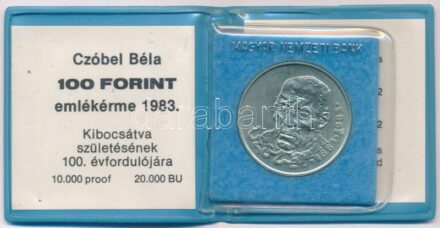 Czóbel Béla
100 FORINT
emlékérme 1983.
Kibocsátva
születésének
100. évfordulójára
10.000 proof 20.000 BU
MAGYAR NEMZETI BANK
darabanth